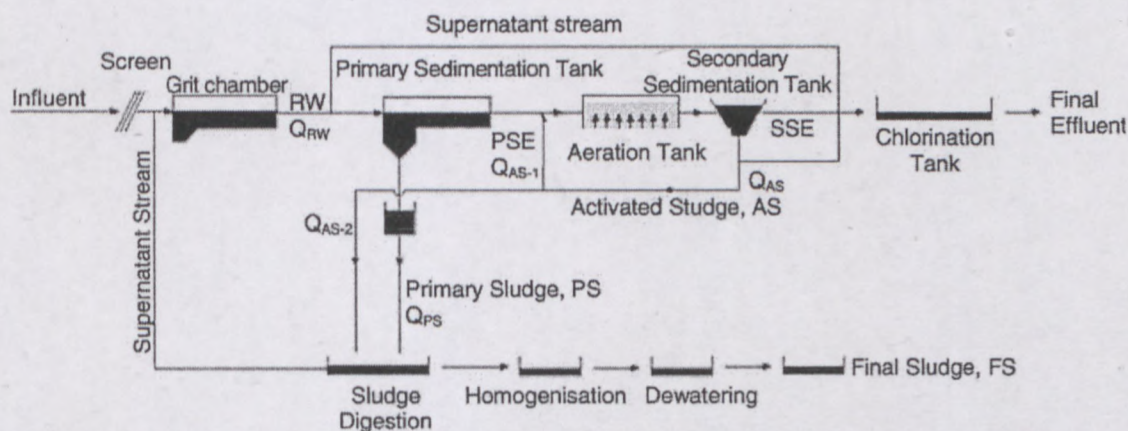 Supernatant stream
Screen
Grit chamber
RW
Primary Sedimentation Tank
Secondary
Sedimentation Tank
Influent
Final
Effluent
Q_RW
PSE
Q_AS-1
Aeration Tank
SSE
Chlorination
Tank
Q_AS
Activated Studge, AS
Q_AS-2
Supernatant Stream
Primary Sludge, PS
Q_PS
Final Sludge, FS
Sludge
Digestion
Homogenisation
Dewatering